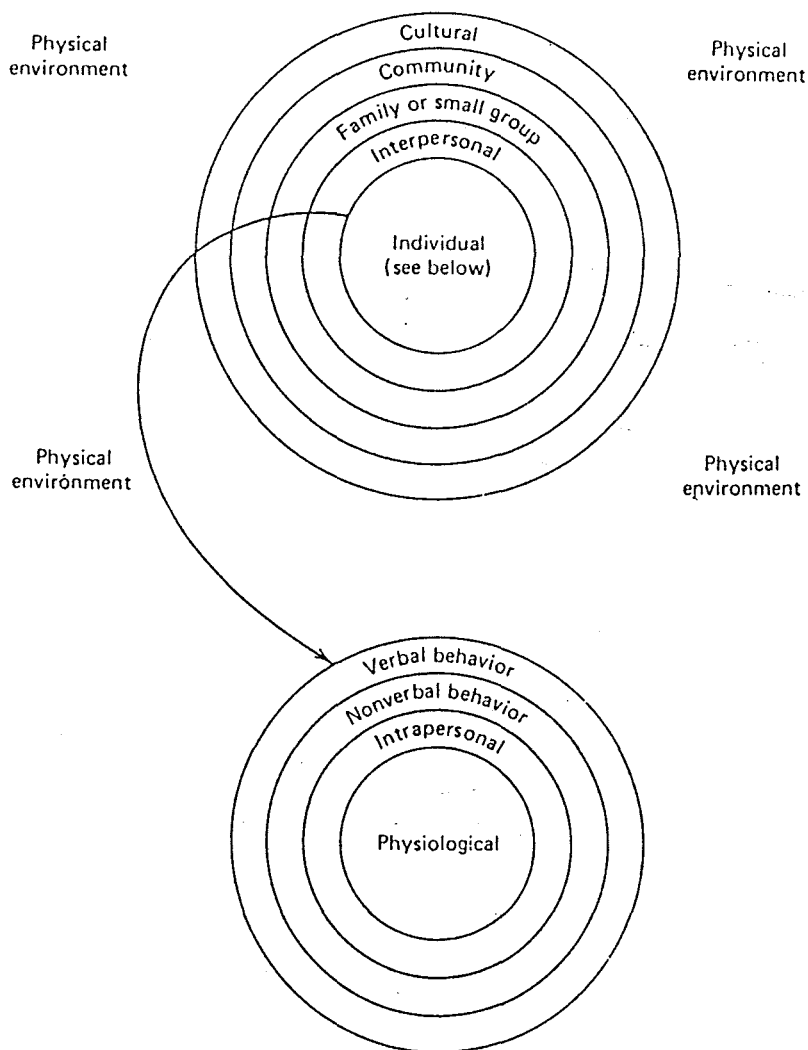 Physical
environment
Physical
environment
Cultural
Community
Family or small group
Interpersonal
Individual
(see below)
Physical
environment
Physical
environment
Verbal behavior
Nonverbal behavior
Intrapersonal
Physiological